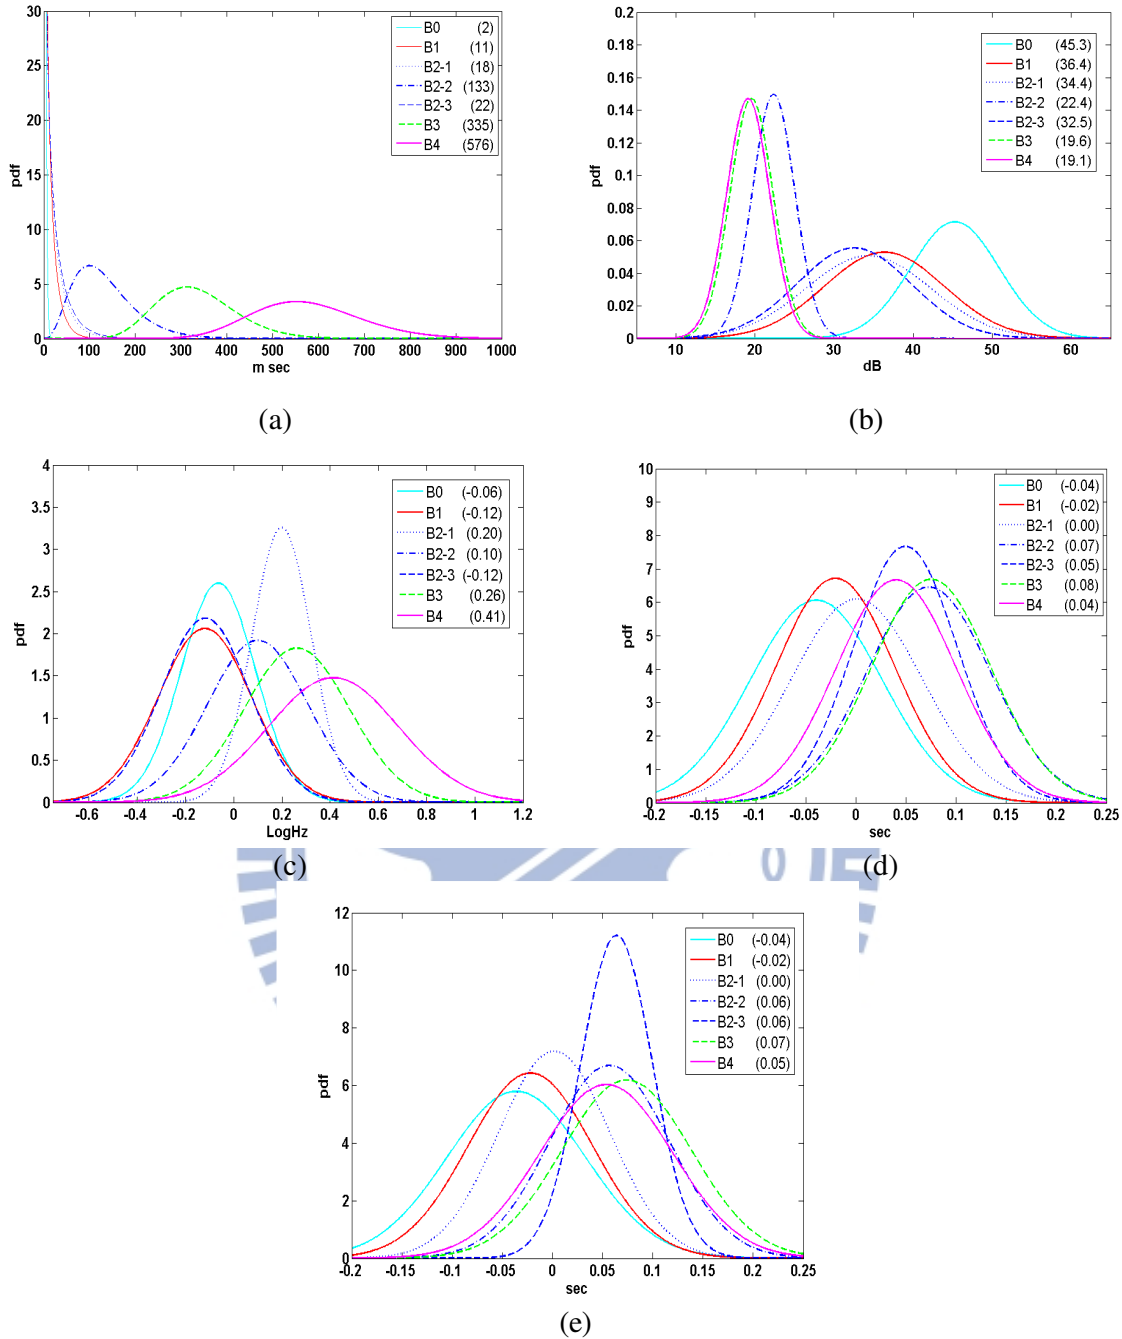 30
25
20
15
10
5
0
pdf
0 100 200 300 400 500 600 700 800 900 1000
m sec
B0 (2)
B1 (11)
B2-1 (18)
B2-2 (133)
B2-3 (22)
B3 (335)
B4 (576)
(a)
0.2
0.18
0.16
0.14
0.12
0.1
0.08
0.06
0.04
0.02
0
pdf
10 20 30 40 50 60
dB
B0 (45.3)
B1 (36.4)
B2-1 (34.4)
B2-2 (22.4)
B2-3 (32.5)
B3 (19.6)
B4 (19.1)
(b)
4
3.5
3
2.5
2
1.5
1
0.5
0
pdf
-0.6 -0.4 -0.2 0 0.2 0.4 0.6 0.8 1 1.2
LogHz
B0 (-0.06)
B1 (-0.12)
B2-1 (0.20)
B2-2 (0.10)
B2-3 (-0.12)
B3 (0.26)
B4 (0.41)
(c)
10
9
8
7
6
5
4
3
2
1
0
pdf
-0.2 -0.15 -0.1 -0.05 0 0.05 0.1 0.15 0.2 0.25
sec
B0 (-0.04)
B1 (-0.02)
B2-1 (0.00)
B2-2 (0.07)
B2-3 (0.05)
B3 (0.08)
B4 (0.04)
(d)
12
10
8
6
4
2
0
pdf
-0.2 -0.15 -0.1 -0.05 0 0.05 0.1 0.15 0.2 0.25
sec
B0 (-0.04)
B1 (-0.02)
B2-1 (0.00)
B2-2 (0.06)
B2-3 (0.06)
B3 (0.07)
B4 (0.05)
(e)